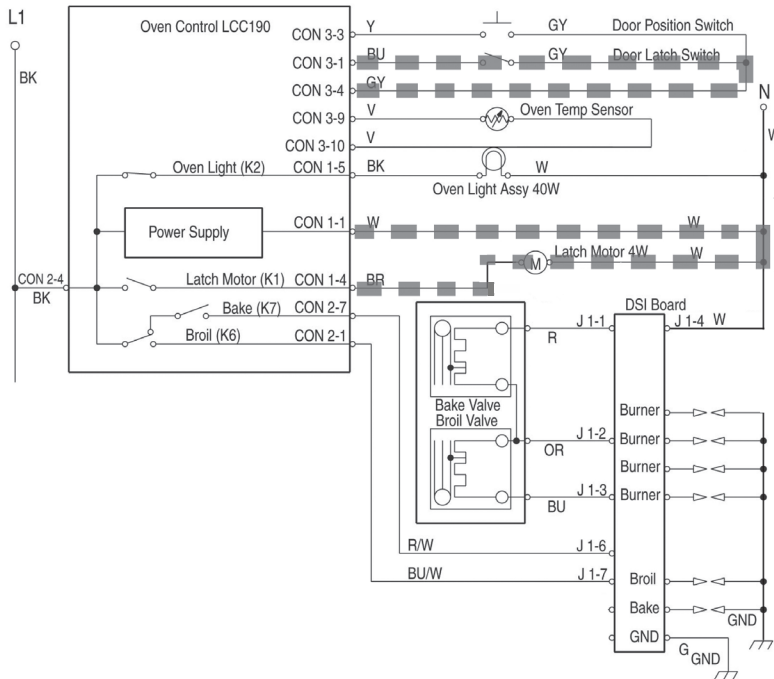 L1
Oven Control LCC190
CON 3-3 Y GY Door Position Switch
CON 3-1 BU GY Door Latch Switch
BK
CON 3-4 GY
N
CON 3-9 V Oven Temp Sensor
W
CON 3-10 V
Oven Light (K2) CON 1-5 BK W
Oven Light Assy 40W
CON 1-1 W W
Power Supply
Latch Motor 4W W
M
CON 2-4 Latch Motor (K1) CON 1-4 BR
BK
Bake (K7) CON 2-7
DSI Board
Broil (K6) CON 2-1
R J 1-1 J 1-4 W
Bake Valve
Broil Valve
Burner
J 1-2 Burner
OR
Burner
J 1-3 Burner
BU
R/W J 1-6
BU/W J 1-7 Broil
Bake
GND
GND
G GND